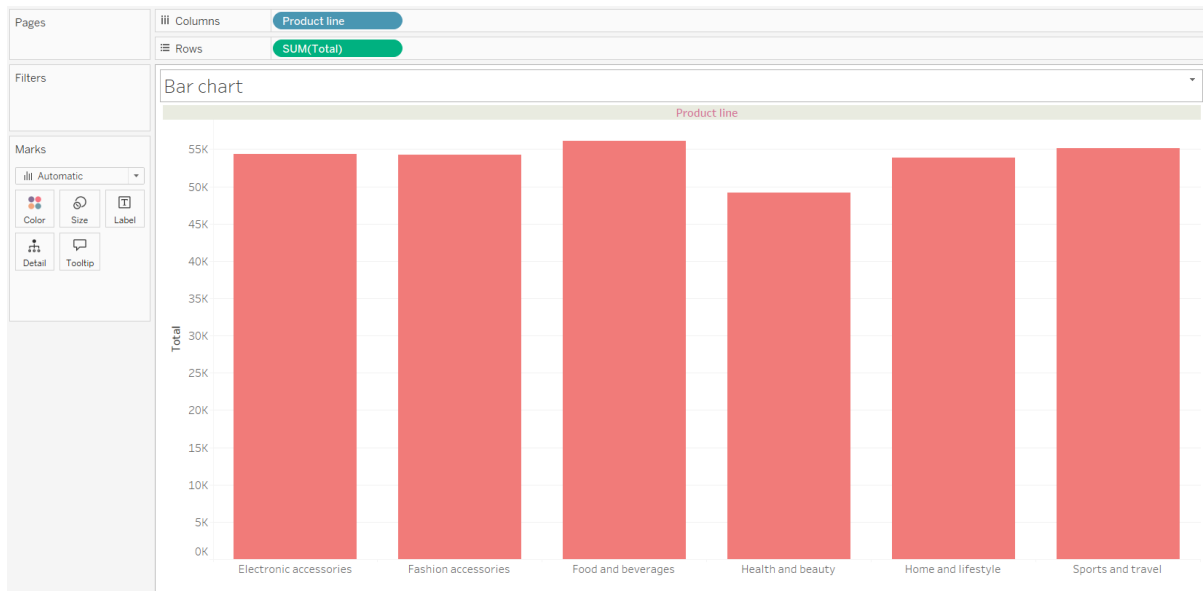 Pages
Columns
Product line
Rows
SUM(Total)
Filters
Bar chart
Product line
Marks
Automatic
Color
Size
T
Label
Detail
Tooltip
Total
55K
50K
45K
40K
35K
30K
25K
20K
15K
10K
5K
0K
Electronic accessories
Fashion accessories
Food and beverages
Health and beauty
Home and lifestyle
Sports and travel